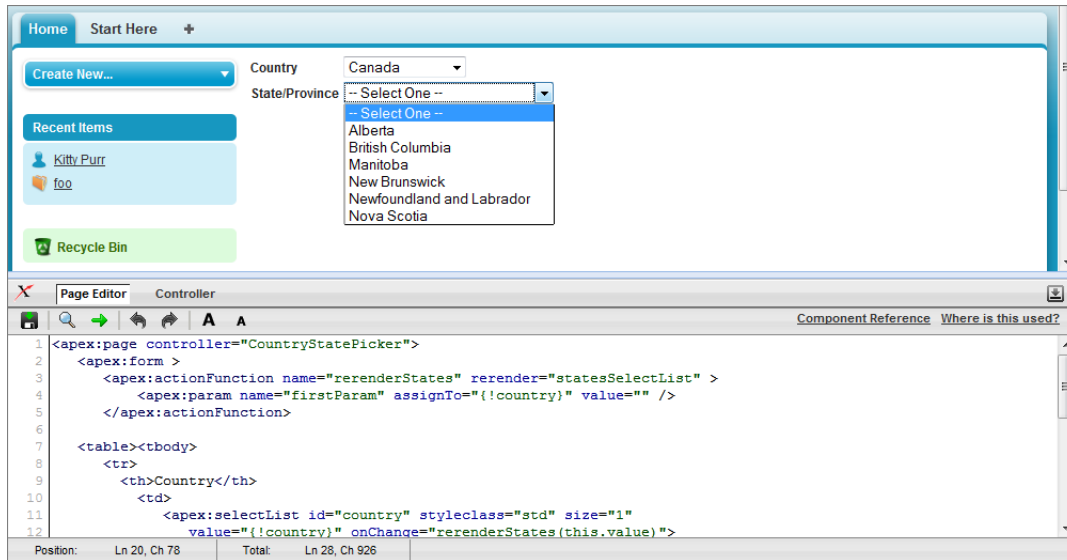 Home Start Here +
Create New...
Country Canada
State/Province -- Select One --
-- Select One --
Alberta
British Columbia
Manitoba
New Brunswick
Newfoundland and Labrador
Nova Scotia
Recent Items
Kitty Purr
foo
Recycle Bin
Page Editor Controller
A A Component Reference Where is this used?
1 <apex:page controller="CountryStatePicker">
2 <apex:form >
3 <apex:actionFunction name="rerenderStates" rerender="statesSelectList" >
4 <apex:param name="firstParam" assignTo="{!country}" value="" />
5 </apex:actionFunction>
6
7 <table><tbody>
8 <tr>
9 <th>Country</th>
10 <td>
11 <apex:selectList id="country" styleclass="std" size="1"
12 value="{!country}" onChange="rerenderStates(this.value)">
Position: Ln 20, Ch 78 Total: Ln 28, Ch 926